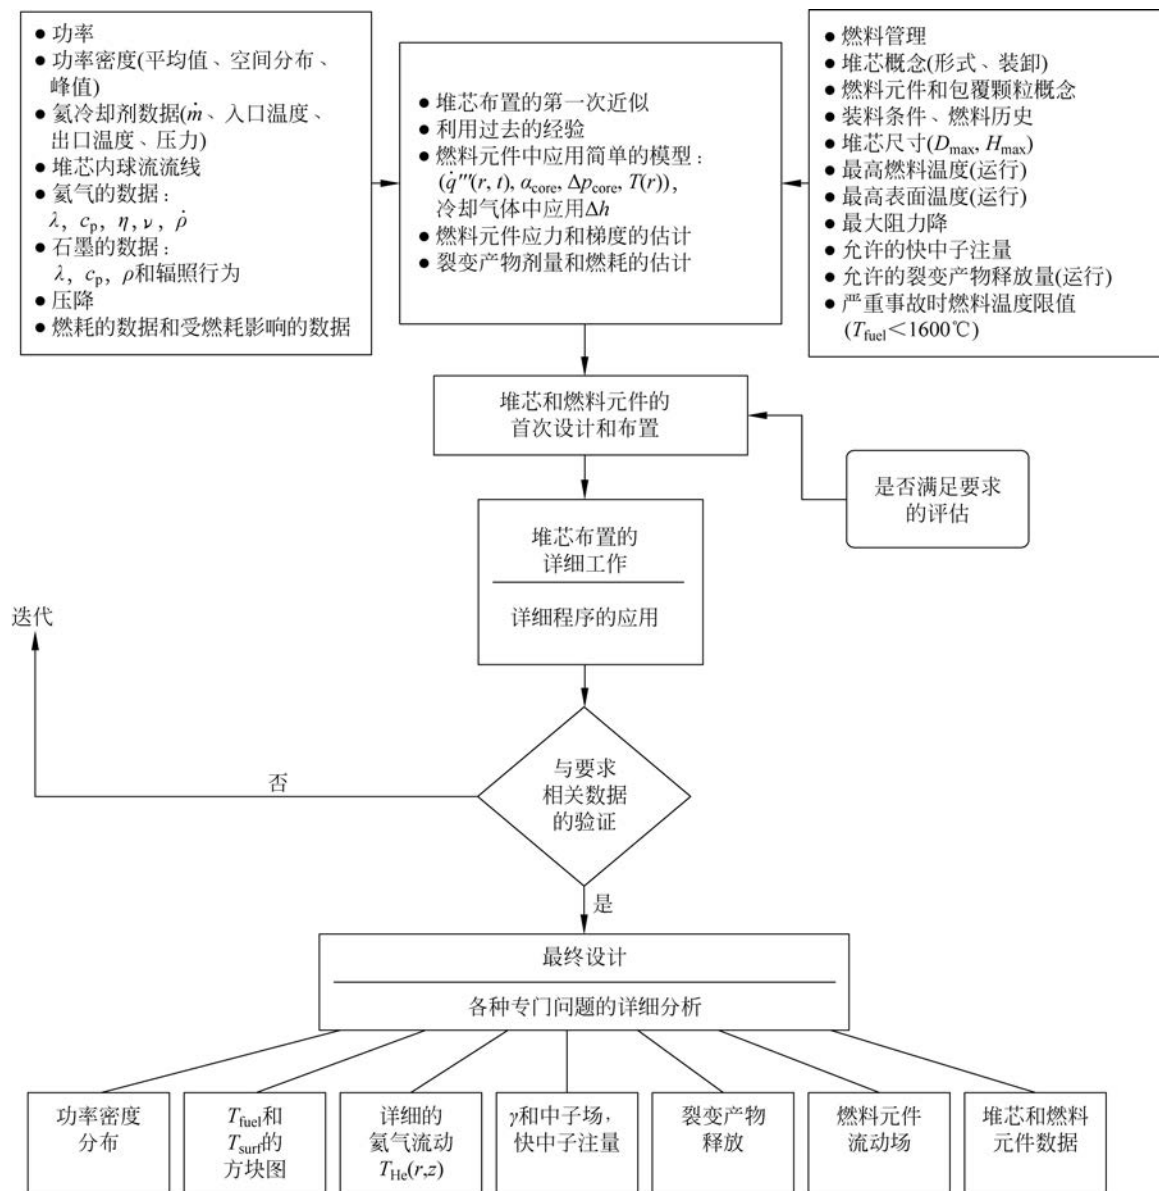 ● 功率
● 功率密度(平均值、空间分布、
峰值)
● 氦冷却剂数据(ṁ、入口温度、
出口温度、压力)
● 堆芯内球流流线
● 氦气的数据：
λ, c_p, η, ν, ρ̇
● 石墨的数据：
λ, c_p, ρ和辐照行为
● 压降
● 燃耗的数据和受燃耗影响的数据
● 堆芯布置的第一次近似
● 利用过去的经验
● 燃料元件中应用简单的模型：
(q̇'''(r, t), α_core, Δp_core, T(r)),
冷却气体中应用Δh
● 燃料元件应力和梯度的估计
● 裂变产物剂量和燃耗的估计
● 燃料管理
● 堆芯概念(形式、装卸)
● 燃料元件和包覆颗粒概念
● 装料条件、燃料历史
● 堆芯尺寸(D_max, H_max)
● 最高燃料温度(运行)
● 最高表面温度(运行)
● 最大阻力降
● 允许的快中子注量
● 允许的裂变产物释放量(运行)
● 严重事故时燃料温度限值
(T_fuel＜1600℃)
堆芯和燃料元件的
首次设计和布置
是否满足要求
的评估
堆芯布置的
详细工作
详细程序的应用
迭代
否
与要求
相关数据
的验证
是
最终设计
各种专门问题的详细分析
功率密度
分布
T_fuel和
T_surf的
方块图
详细的
氦气流动
T_He(r,z)
γ和中子场，
快中子注量
裂变产物
释放
燃料元件
流动场
堆芯和燃料
元件数据